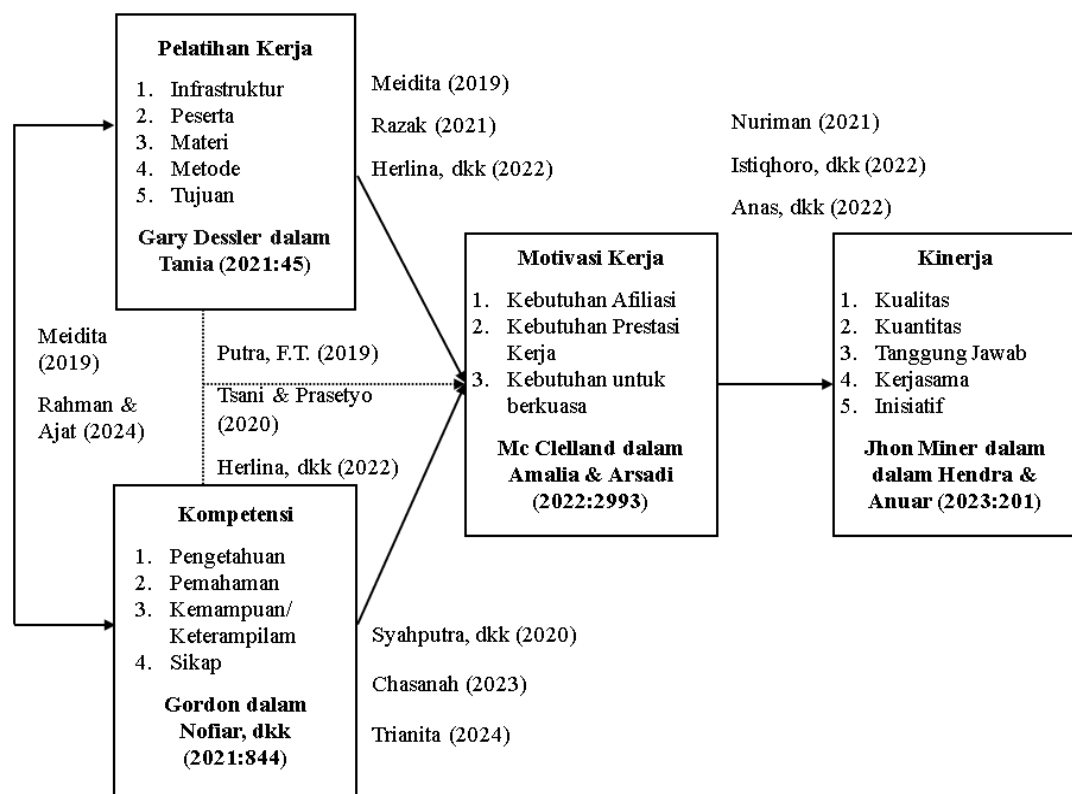 Pelatihan Kerja
1. Infrastruktur
2. Peserta
3. Materi
4. Metode
5. Tujuan
Gary Dessler dalam
Tania (2021:45)
Meidita (2019)
Razak (2021)
Herlina, dkk (2022)
Nuriman (2021)
Istiqhoro, dkk (2022)
Anas, dkk (2022)
Meidita
(2019)
Rahman &
Ajat (2024)
Putra, F.T. (2019)
Tsani & Prasetyo
(2020)
Herlina, dkk (2022)
Motivasi Kerja
1. Kebutuhan Afiliasi
2. Kebutuhan Prestasi
Kerja
3. Kebutuhan untuk
berkuasa
Mc Clelland dalam
Amalia & Arsadi
(2022:2993)
Kinerja
1. Kualitas
2. Kuantitas
3. Tanggung Jawab
4. Kerjasama
5. Inisiatif
Jhon Miner dalam
dalam Hendra &
Anuar (2023:201)
Kompetensi
1. Pengetahuan
2. Pemahaman
3. Kemampuan/
Keterampilam
4. Sikap
Gordon dalam
Nofiar, dkk
(2021:844)
Syahputra, dkk (2020)
Chasanah (2023)
Trianita (2024)